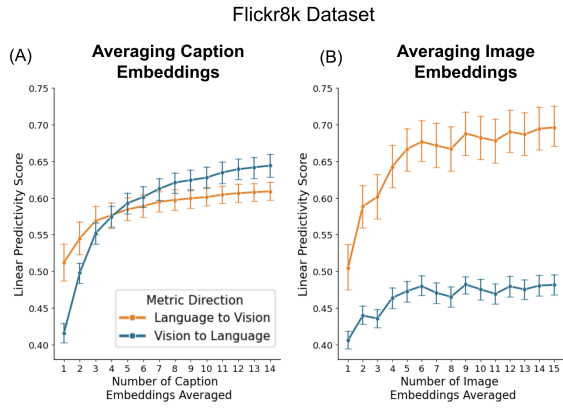 Flickr8k Dataset
(A)
Averaging Caption
Embeddings
0.75
0.70
0.65
0.60
0.55
0.50
0.45
0.40
Linear Predictivity Score
Metric Direction
Language to Vision
Vision to Language
1 2 3 4 5 6 7 8 9 10 11 12 13 14
Number of Caption
Embeddings Averaged
(B)
Averaging Image
Embeddings
0.75
0.70
0.65
0.60
0.55
0.50
0.45
0.40
Linear Predictivity Score
1 2 3 4 5 6 7 8 9 10 11 12 13 14 15
Number of Image
Embeddings Averaged